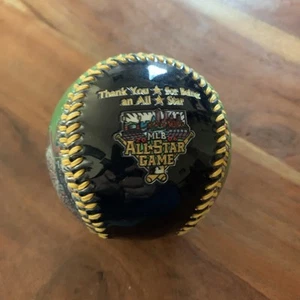 Thank You ★ for Being
an All ★ Star
MLB
ALL★STAR
GAME